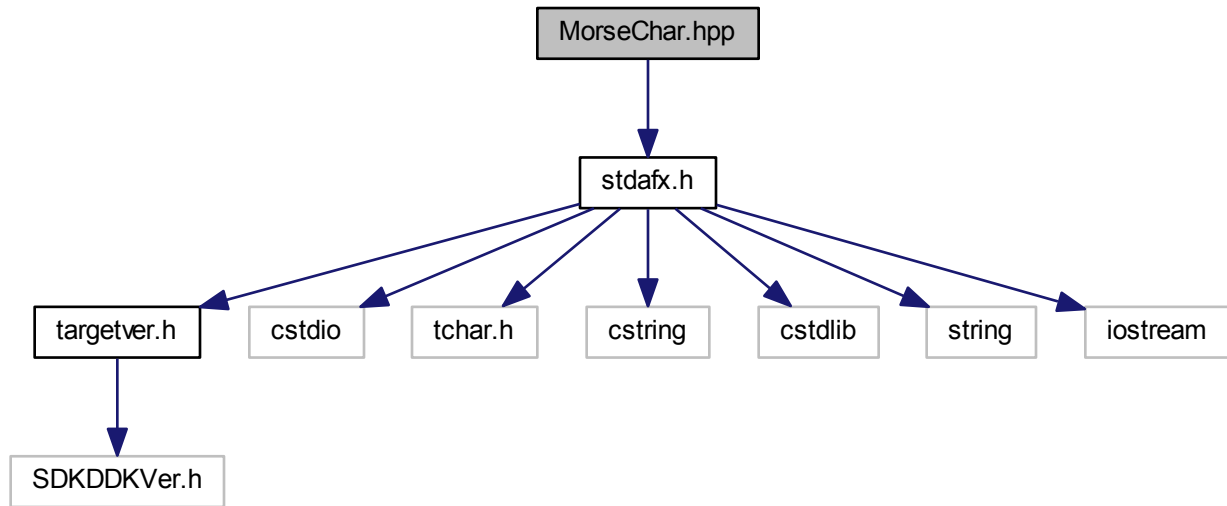 MorseChar.hpp
stdafx.h
targetver.h
cstdio
tchar.h
cstring
cstdlib
string
iostream
SDKDDKVer.h